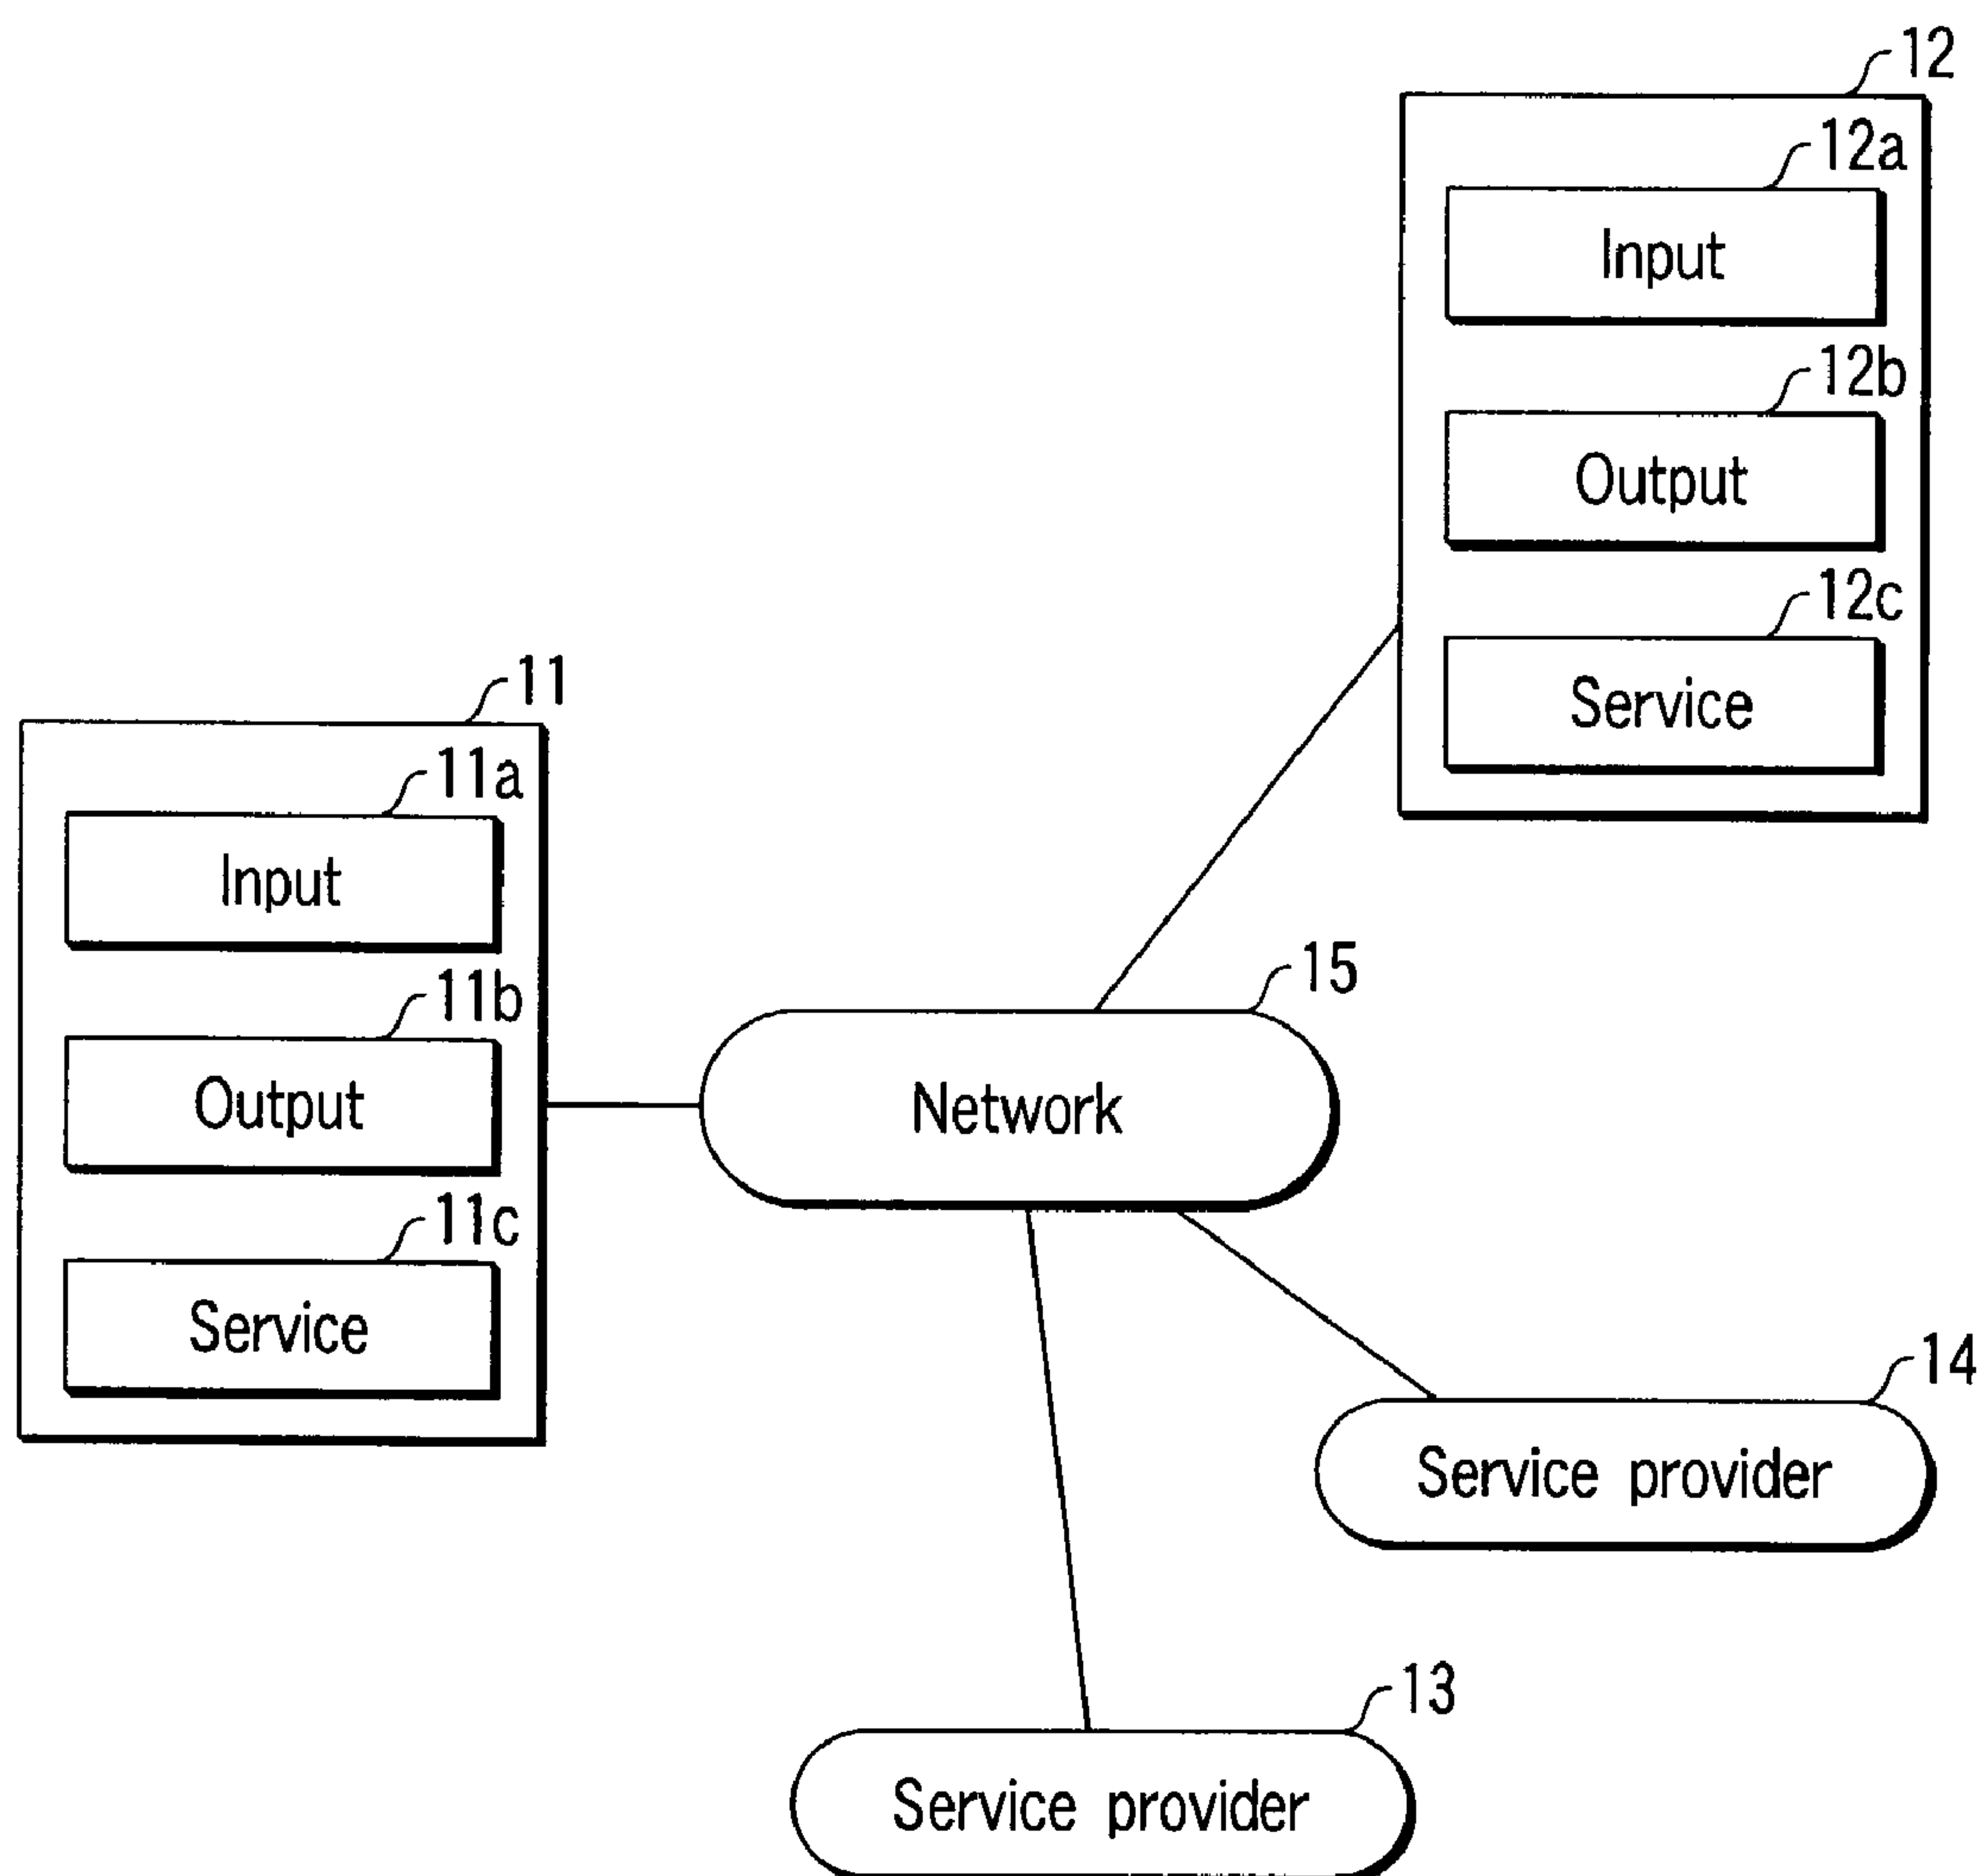 12
12a
Input
12b
Output
12c
Service
11
11a
Input
11b
Output
11c
Service
15
Network
14
Service provider
13
Service provider